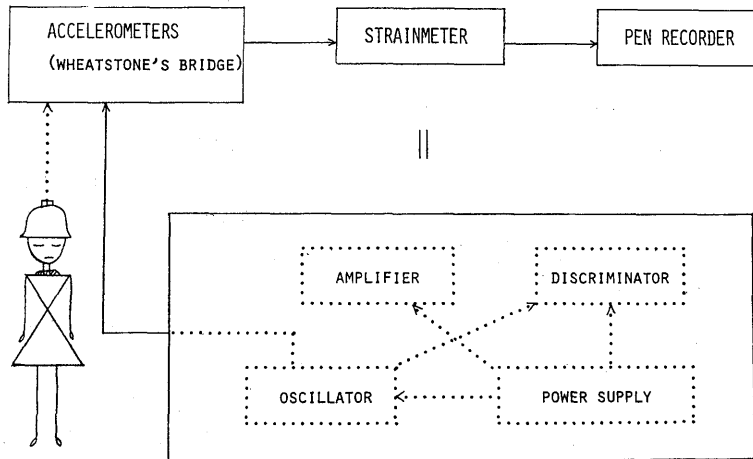 ACCELEROMETERS
(WHEATSTONE'S BRIDGE)
STRAINMETER
PEN RECORDER
AMPLIFIER
DISCRIMINATOR
OSCILLATOR
POWER SUPPLY